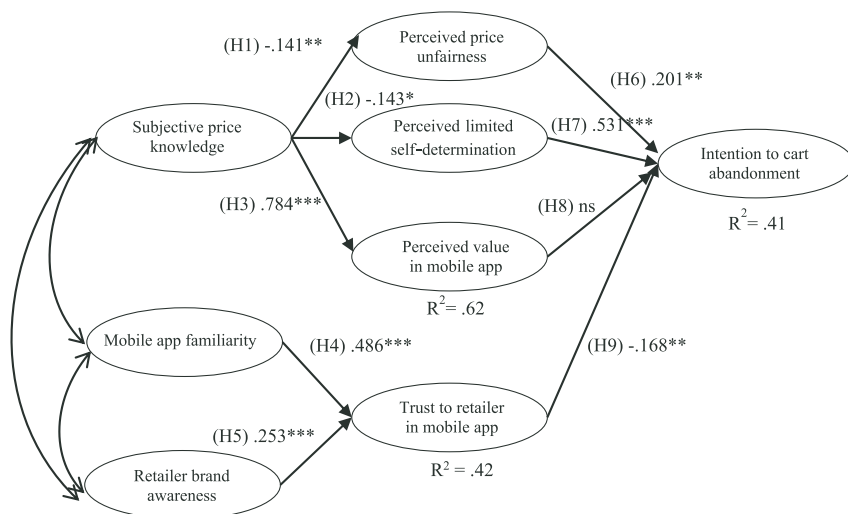 Perceived price
unfairness
(H1) -.141**
(H6) .201**
(H2) -.143*
Subjective price
knowledge
Perceived limited
self-determination
(H7) .531***
Intention to cart
abandonment
R²= .41
(H3) .784***
(H8) ns
Perceived value
in mobile app
R²= .62
Mobile app familiarity
(H4) .486***
(H9) -.168**
Trust to retailer
in mobile app
(H5) .253***
R² = .42
Retailer brand
awareness